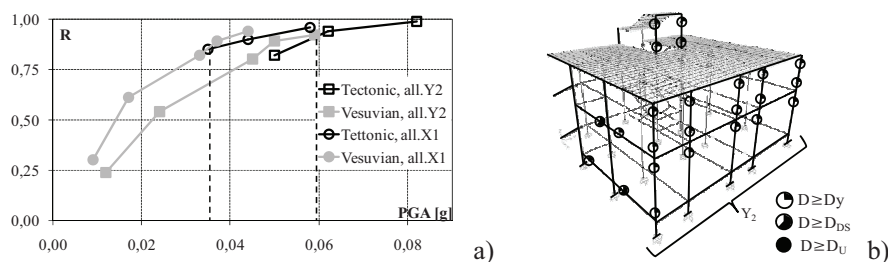 R
1,00
0,75
0,50
0,25
0,00
Tectonic, all.Y2
Vesuvian, all.Y2
Tettonic, all.X1
Vesuvian, all.X1
PGA [g]
0,00 0,02 0,04 0,06 0,08
a)
Y2
D≥Dy
D≥DDS
D≥DU
b)